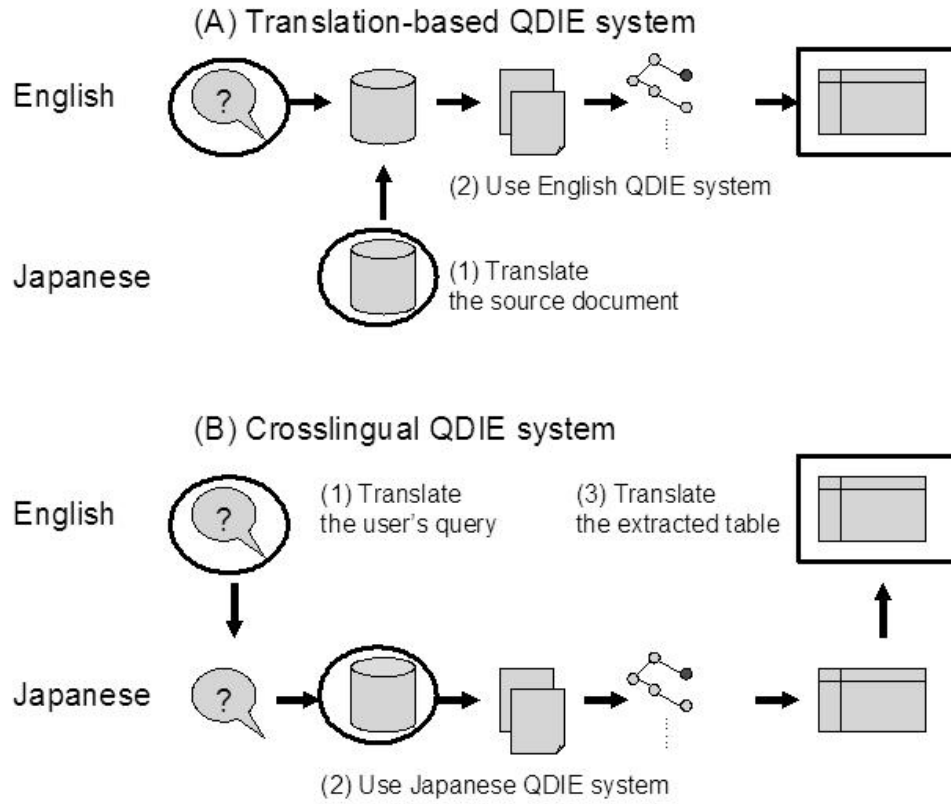 (A) Translation-based QDIE system
English
?
(2) Use English QDIE system
Japanese
(1) Translate
the source document
(B) Crosslingual QDIE system
English
?
(1) Translate
the user's query
(3) Translate
the extracted table
Japanese
?
(2) Use Japanese QDIE system